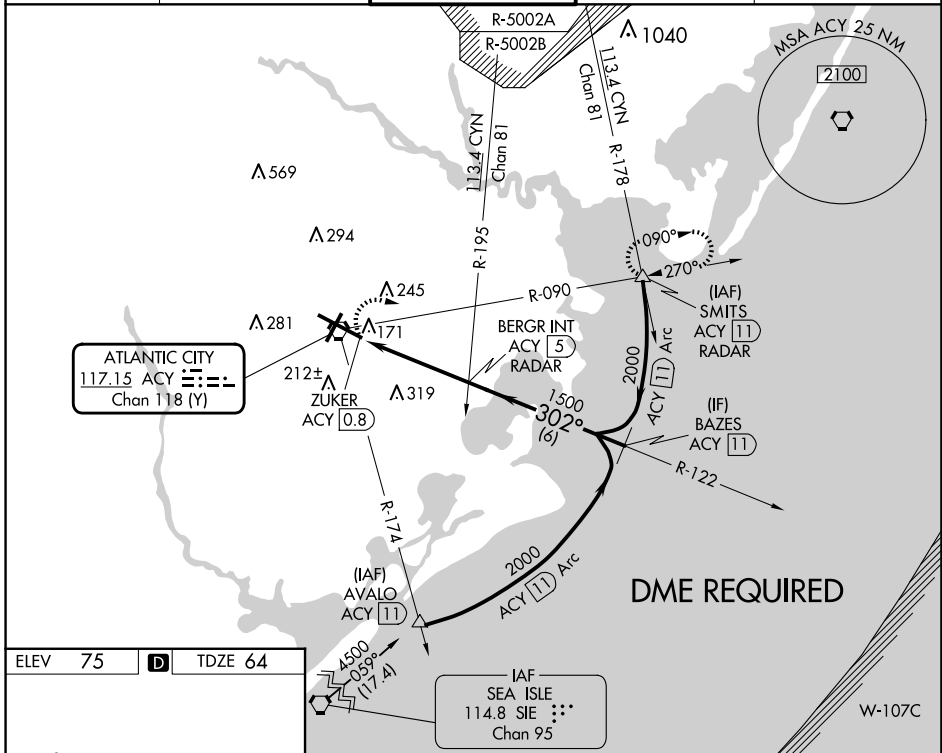 R-5002A
R-5002B
1040
MSA ACY 25 NM
2100
113.4 CYN
Chan 81
R-178
113.4 CYN
Chan 81
R-195
569
294
245
281
171
R-090
090°
270°
(IAF)
SMITS
ACY 11
RADAR
BERGR INT
ACY 5
RADAR
ATLANTIC CITY
117.15 ACY
Chan 118 (Y)
212±
ZUKER
ACY 0.8
319
1500
302°
(6)
2000
ACY 11 Arc
(IF)
BAZES
ACY 11
R-122
R-174
2000
ACY 11 Arc
(IAF)
AVALO
ACY 11
DME REQUIRED
ELEV 75 D TDZE 64
4500
059°
(17.4)
IAF
SEA ISLE
114.8 SIE
Chan 95
W-107C